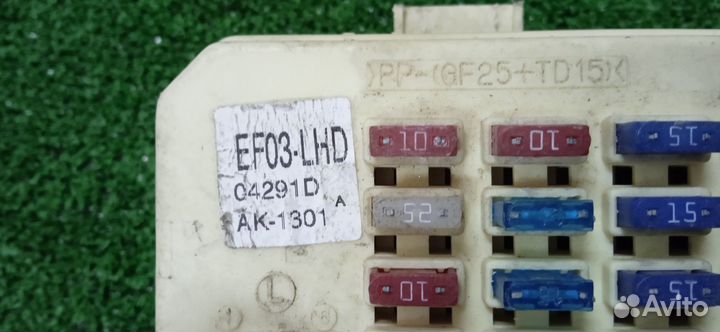 >PP-(GF25+TD15)<
EF03-LHD
04291D
AK-1301 A
10
10
15
25
15
10
15
L
Avito